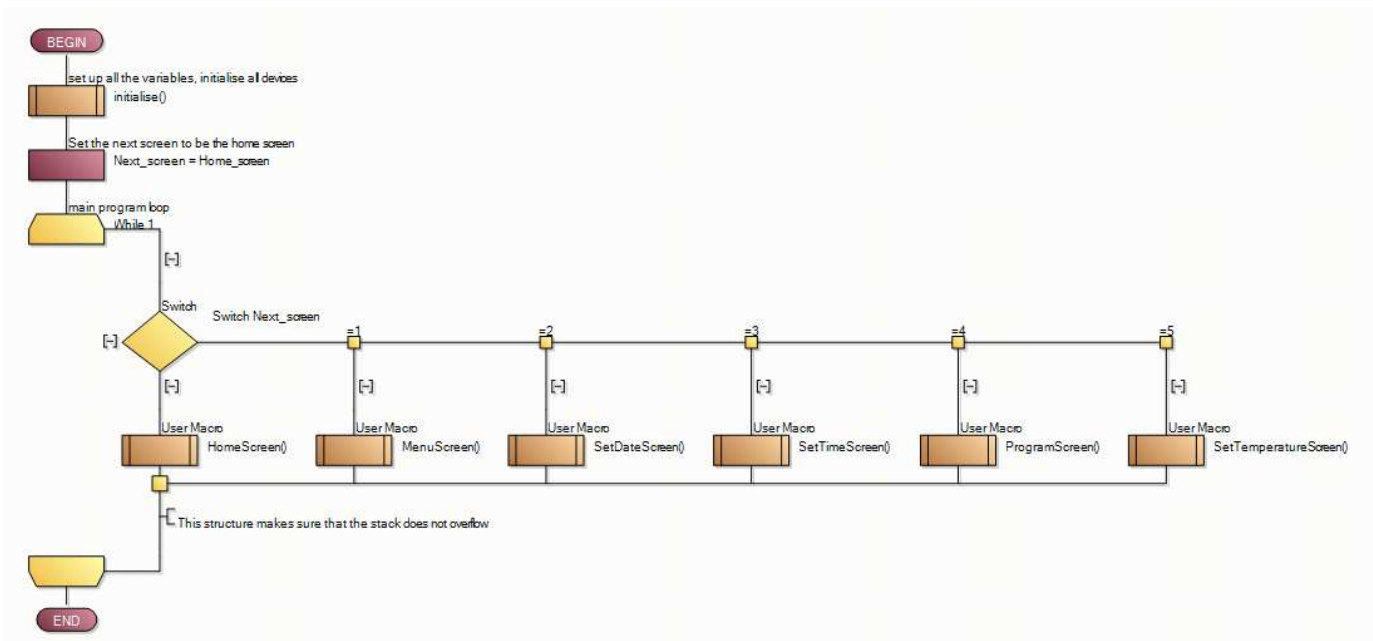 BEGIN
set up all the variables, initialise all devices
initialise()
Set the next screen to be the home screen
Next_screen = Home_screen
main program loop
While 1
[-]
Switch
Switch Next_screen
=1
=2
=3
=4
=5
[-]
[-]
[-]
[-]
[-]
[-]
[-]
User Macro
User Macro
User Macro
User Macro
User Macro
User Macro
HomeScreen()
MenuScreen()
SetDateScreen()
SetTimeScreen()
ProgramScreen()
SetTemperatureScreen()
This structure makes sure that the stack does not overflow
END